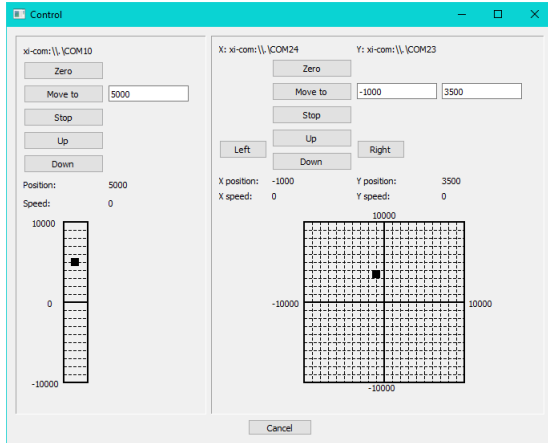 Control
xi-com:\\.\COM10
Zero
Move to 5000
Stop
Up
Down
Position: 5000
Speed: 0
10000
0
-10000
X: xi-com:\\.\COM24 Y: xi-com:\\.\COM23
Zero
Move to -1000 3500
Stop
Up
Left Right
Down
X position: -1000 Y position: 3500
X speed: 0 Y speed: 0
10000
-10000 10000
-10000
Cancel